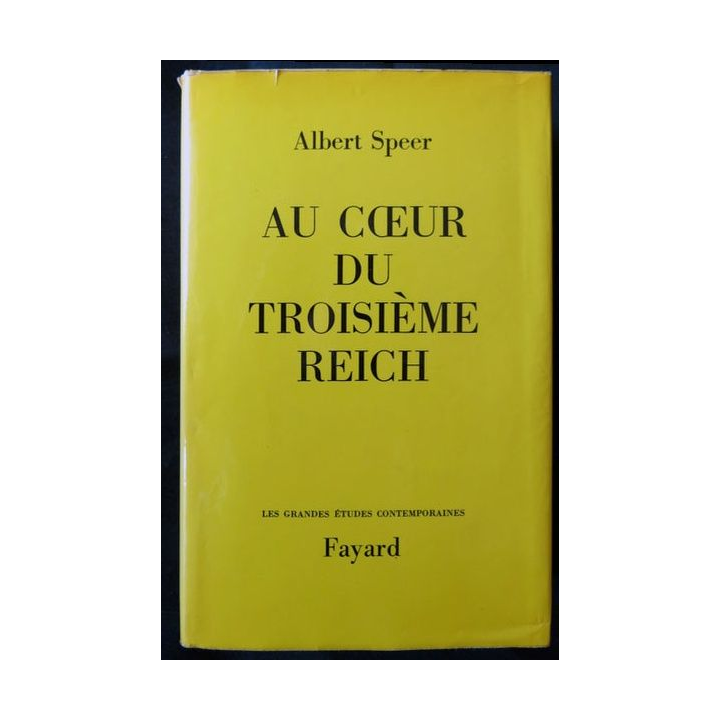 Albert Speer
AU CŒUR
DU
TROISIÈME
REICH
LES GRANDES ÉTUDES CONTEMPORAINES
Fayard